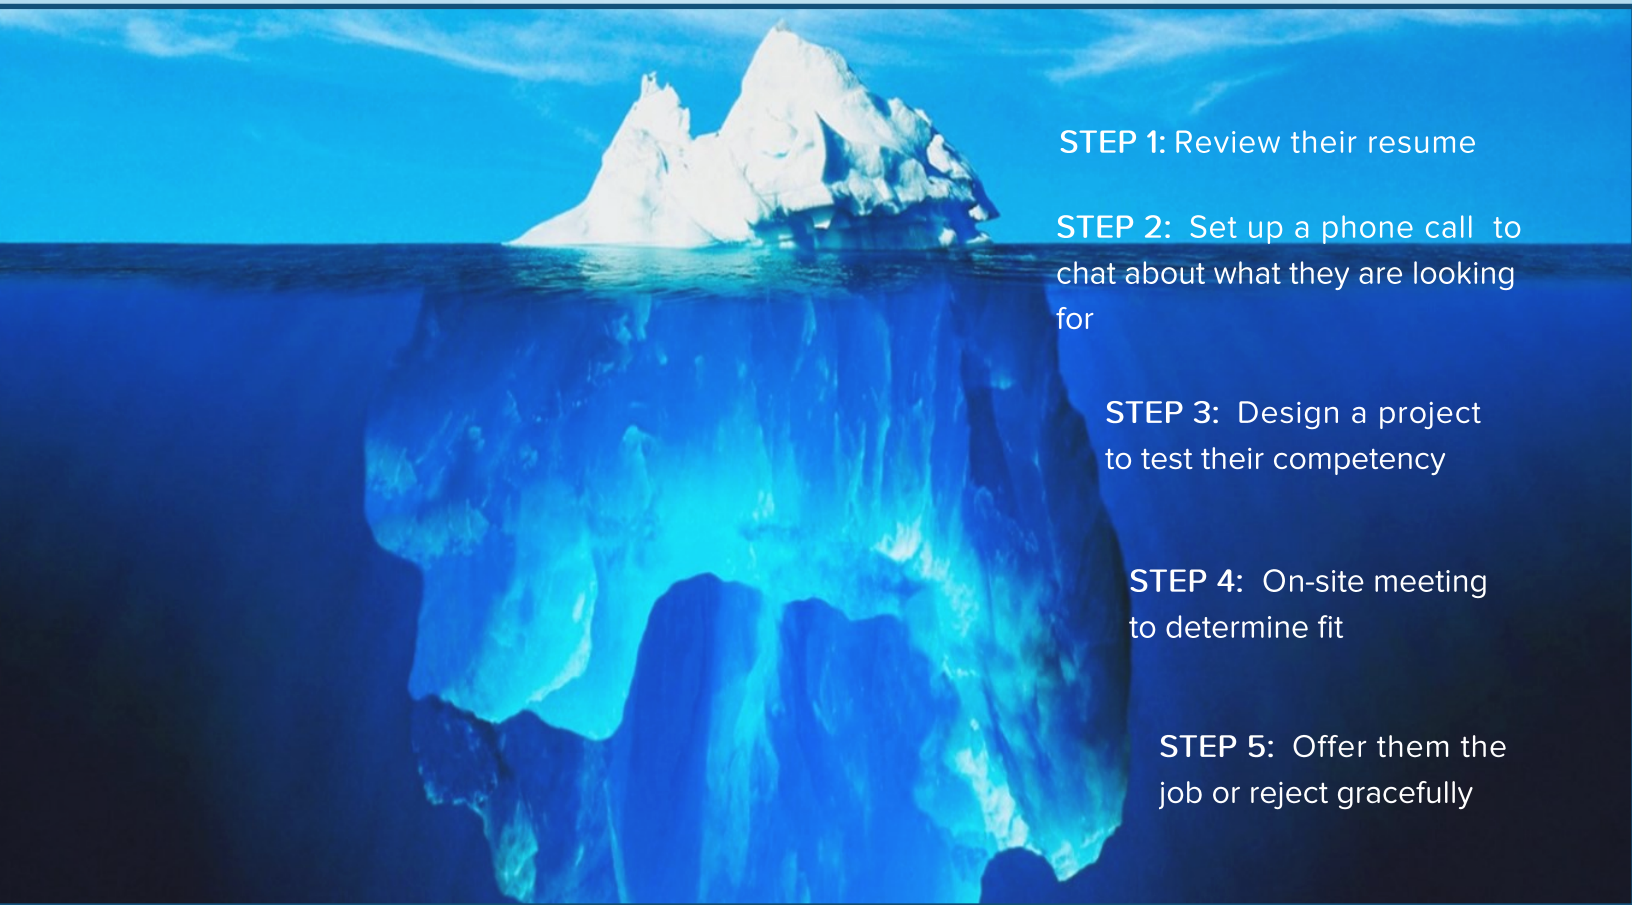 STEP 1: Review their resume
STEP 2: Set up a phone call to
chat about what they are looking
for
STEP 3: Design a project
to test their competency
STEP 4: On-site meeting
to determine fit
STEP 5: Offer them the
job or reject gracefully